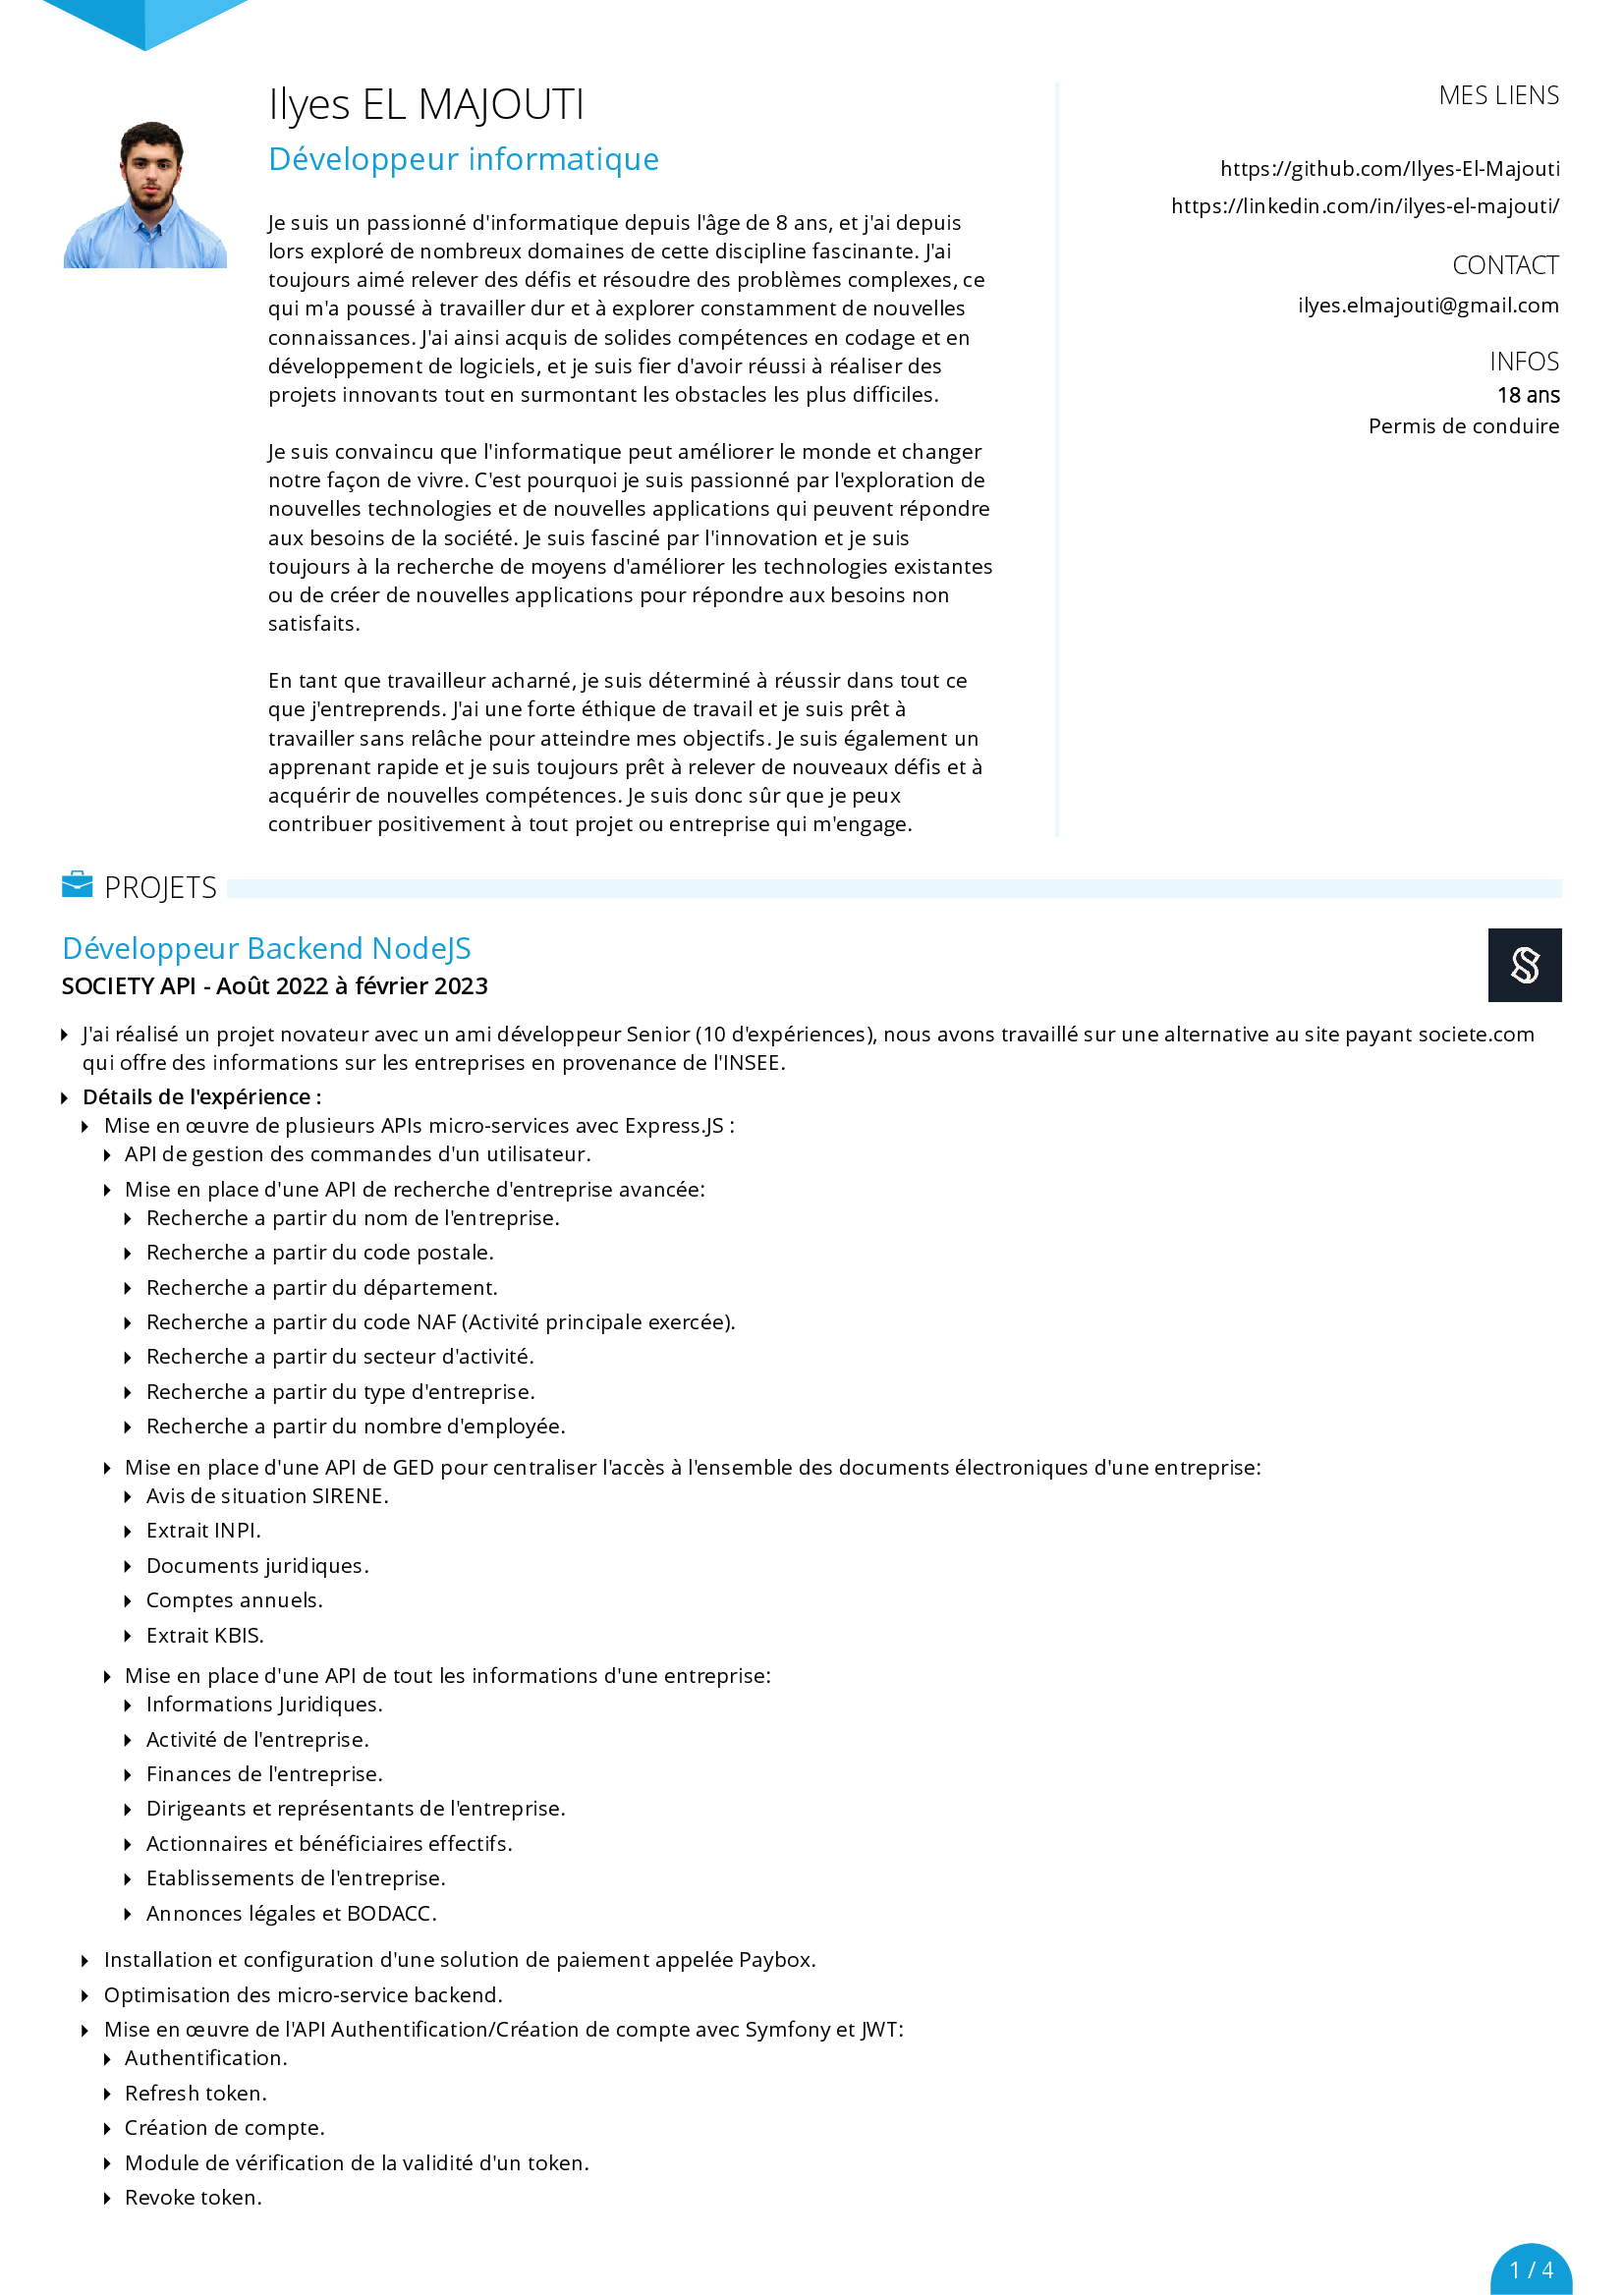 Ilyes EL MAJOUTI
Développeur informatique
Je suis un passionné d'informatique depuis l'âge de 8 ans, et j'ai depuis
lors exploré de nombreux domaines de cette discipline fascinante. J'ai
toujours aimé relever des défis et résoudre des problèmes complexes, ce
qui m'a poussé à travailler dur et à explorer constamment de nouvelles
connaissances. J'ai ainsi acquis de solides compétences en codage et en
développement de logiciels, et je suis fier d'avoir réussi à réaliser des
projets innovants tout en surmontant les obstacles les plus difficiles.
Je suis convaincu que l'informatique peut améliorer le monde et changer
notre façon de vivre. C'est pourquoi je suis passionné par l'exploration de
nouvelles technologies et de nouvelles applications qui peuvent répondre
aux besoins de la société. Je suis fasciné par l'innovation et je suis
toujours à la recherche de moyens d'améliorer les technologies existantes
ou de créer de nouvelles applications pour répondre aux besoins non
satisfaits.
En tant que travailleur acharné, je suis déterminé à réussir dans tout ce
que j'entreprends. J'ai une forte éthique de travail et je suis prêt à
travailler sans relâche pour atteindre mes objectifs. Je suis également un
apprenant rapide et je suis toujours prêt à relever de nouveaux défis et à
acquérir de nouvelles compétences. Je suis donc sûr que je peux
contribuer positivement à tout projet ou entreprise qui m'engage.
MES LIENS
https://github.com/Ilyes-El-Majouti
https://linkedin.com/in/ilyes-el-majouti/
CONTACT
ilyes.elmajouti@gmail.com
INFOS
18 ans
Permis de conduire
PROJETS
Développeur Backend NodeJS
SOCIETY API - Août 2022 à février 2023
J'ai réalisé un projet novateur avec un ami développeur Senior (10 d'expériences), nous avons travaillé sur une alternative au site payant societe.com
qui offre des informations sur les entreprises en provenance de l'INSEE.
Détails de l'expérience :
Mise en œuvre de plusieurs APIs micro-services avec Express.JS :
API de gestion des commandes d'un utilisateur.
Mise en place d'une API de recherche d'entreprise avancée:
Recherche a partir du nom de l'entreprise.
Recherche a partir du code postale.
Recherche a partir du département.
Recherche a partir du code NAF (Activité principale exercée).
Recherche a partir du secteur d'activité.
Recherche a partir du type d'entreprise.
Recherche a partir du nombre d'employée.
Mise en place d'une API de GED pour centraliser l'accès à l'ensemble des documents électroniques d'une entreprise:
Avis de situation SIRENE.
Extrait INPI.
Documents juridiques.
Comptes annuels.
Extrait KBIS.
Mise en place d'une API de tout les informations d'une entreprise:
Informations Juridiques.
Activité de l'entreprise.
Finances de l'entreprise.
Dirigeants et représentants de l'entreprise.
Actionnaires et bénéficiaires effectifs.
Etablissements de l'entreprise.
Annonces légales et BODACC.
Installation et configuration d'une solution de paiement appelée Paybox.
Optimisation des micro-service backend.
Mise en œuvre de l'API Authentification/Création de compte avec Symfony et JWT:
Authentification.
Refresh token.
Création de compte.
Module de vérification de la validité d'un token.
Revoke token.
1 / 4